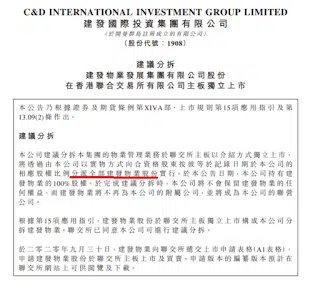 C&D INTERNATIONAL INVESTMENT GROUP LIMITED
建發國際投資集團有限公司
(於開曼群島註冊成立的有限公司)
(股份代號:1908)
建議分拆
建發物業發展集團有限公司股份
在香港聯合交易所有限公司主板獨立上市
本公告乃根據證券及期貨條例第XIVA部、上市規則第15項應用指引及第
13.09(2)條作出。
建議分拆
本公司建議分拆本集團的物業管理業務於聯交所主板以介紹方式獨立上市,
將透過由本公司以實物方式向合資格股東按彼等於記錄日期於本公司的
相應股權比例分派全部建發物業股份實行。於本公告日期,本公司持有建
發物業的100%股權。於完成建議分拆時,本公司將不會保留建發物業的任
何權益,而建發物業將不再為本公司的附屬公司,並將成為本公司的聯營
公司。
根據第15項應用指引,建發物業股份於聯交所主板獨立上市構成本公司分
拆建發物業。聯交所已同意本公司可進行建議分拆。
於二零二零年九月三十日,建發物業向聯交所遞交上市申請表格(A1表格),
申請建發物業股份於聯交所主板上市及買賣。申請版本的編纂版本預計在
聯交所網站上可供閱覽及下載。